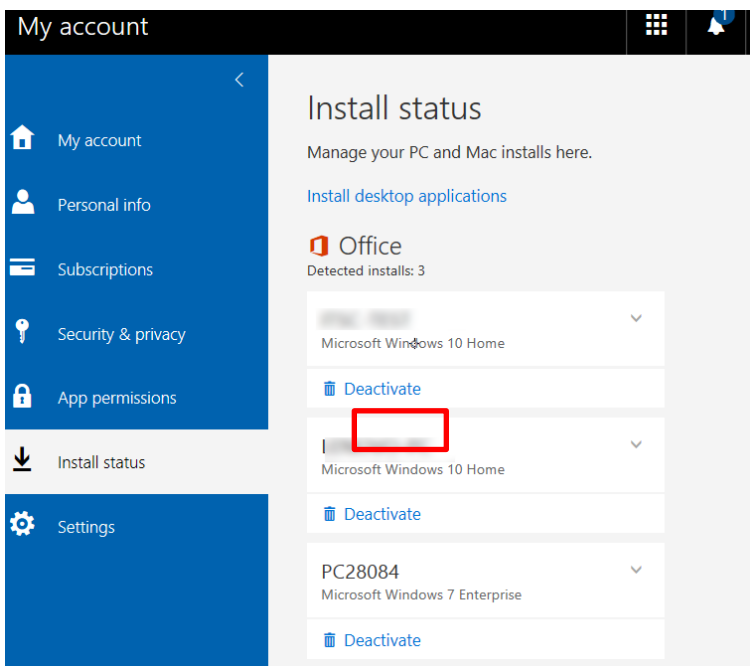 My account
1
My account
Personal info
Subscriptions
Security & privacy
App permissions
Install status
Settings
Install status
Manage your PC and Mac installs here.
Install desktop applications
Office
Detected installs: 3
Microsoft Windows 10 Home
Deactivate
Microsoft Windows 10 Home
Deactivate
PC28084
Microsoft Windows 7 Enterprise
Deactivate